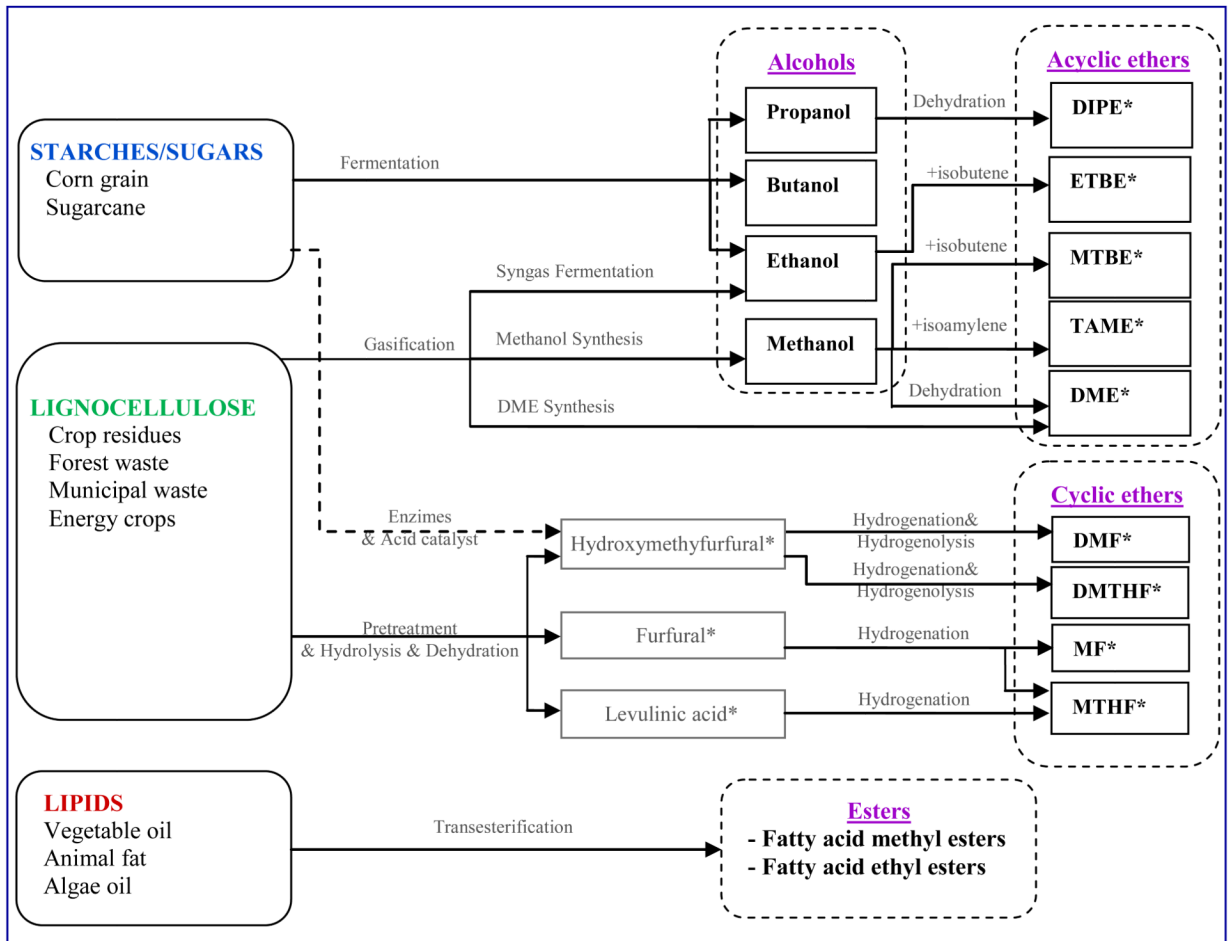 STARCHES/SUGARS
Corn grain
Sugarcane
Fermentation
Alcohols
Propanol
Butanol
Ethanol
Methanol
Dehydration
+isobutene
+isobutene
+isoamylene
Dehydration
Acyclic ethers
DIPE*
ETBE*
MTBE*
TAME*
DME*
LIGNOCELLULOSE
Crop residues
Forest waste
Municipal waste
Energy crops
Gasification
Syngas Fermentation
Methanol Synthesis
DME Synthesis
Enzimes
& Acid catalyst
Pretreatment
& Hydrolysis & Dehydration
Hydroxymethyfurfural*
Furfural*
Levulinic acid*
Hydrogenation&
Hydrogenolysis
Hydrogenation&
Hydrogenolysis
Hydrogenation
Hydrogenation
Cyclic ethers
DMF*
DMTHF*
MF*
MTHF*
LIPIDS
Vegetable oil
Animal fat
Algae oil
Transesterification
Esters
- Fatty acid methyl esters
- Fatty acid ethyl esters